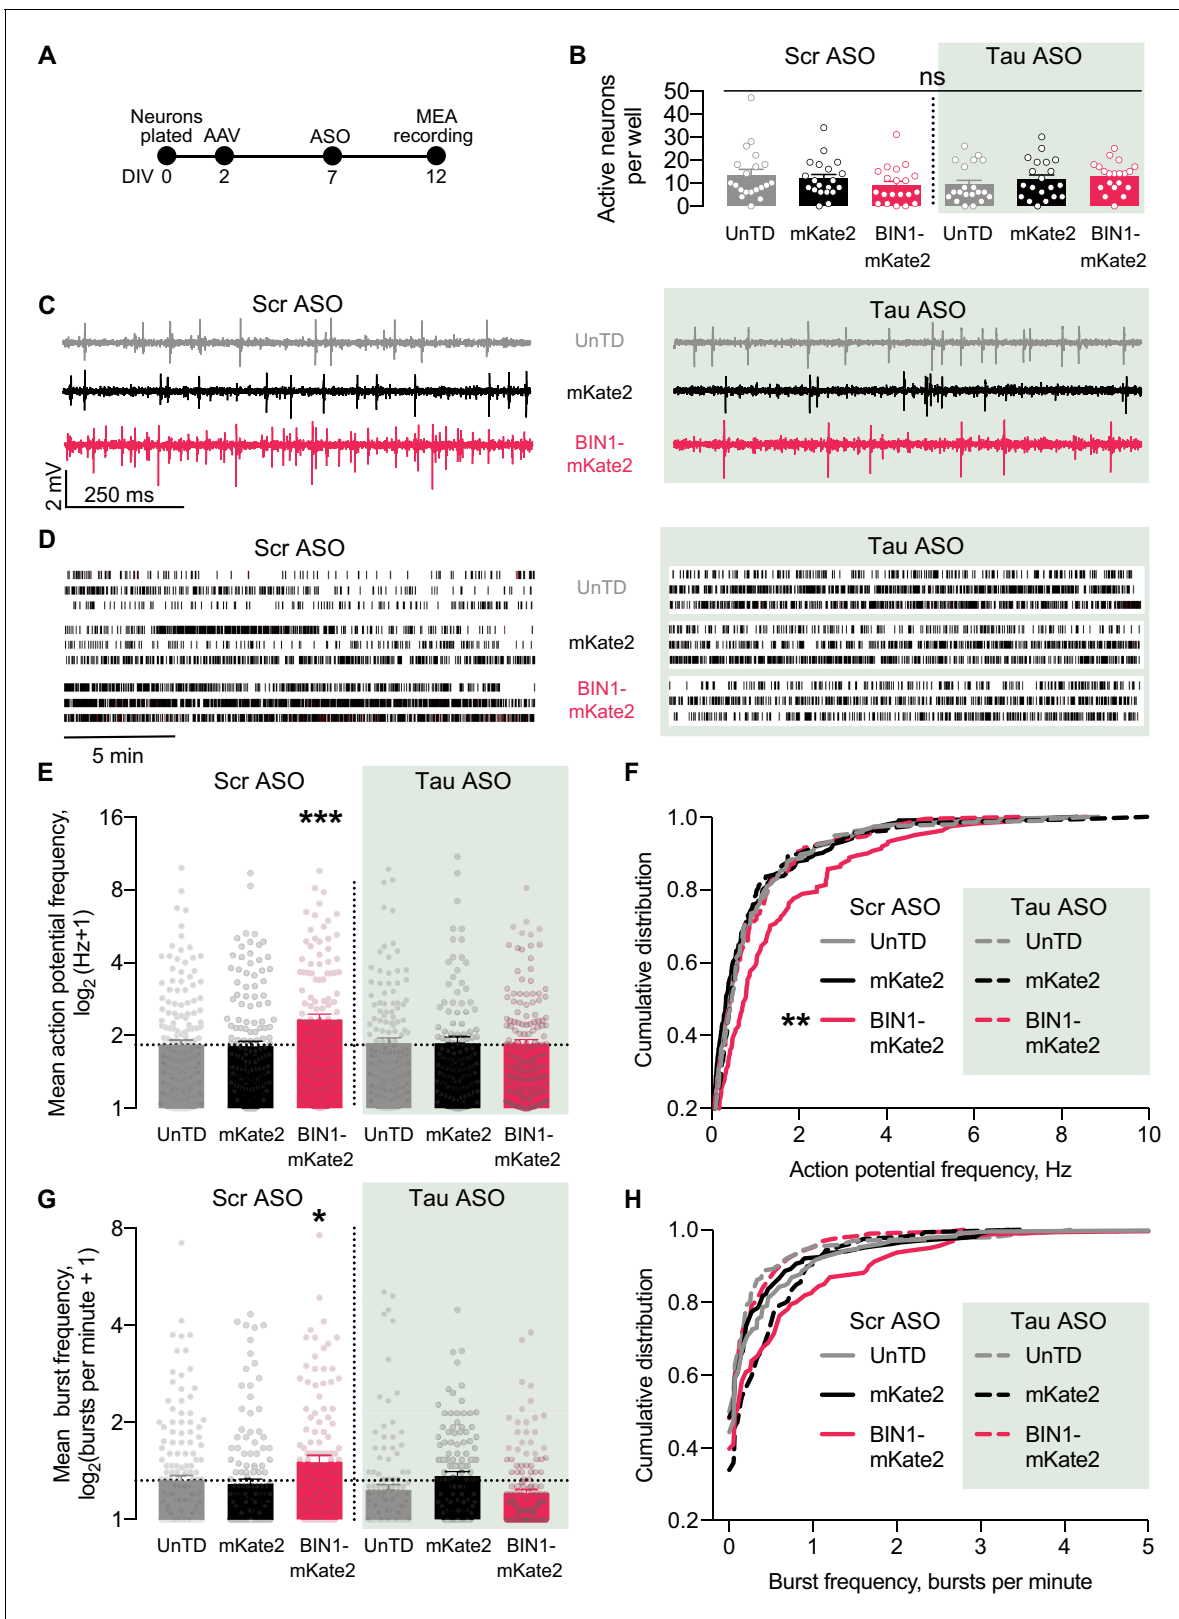 A
Neurons
plated
AAV
ASO
MEA
recording
DIV 0
2
7
12
B
Scr ASO
Tau ASO
ns
Active neurons
per well
50
40
30
20
10
0
UnTD
mKate2
BIN1-
mKate2
UnTD
mKate2
BIN1-
mKate2
C
Scr ASO
Tau ASO
UnTD
mKate2
BIN1-
mKate2
2 mV
250 ms
D
Scr ASO
Tau ASO
UnTD
mKate2
BIN1-
mKate2
5 min
E
Scr ASO
Tau ASO
Mean action potential frequency,
log2 (Hz+1)
16
8
4
2
1
***
UnTD
mKate2
BIN1-
mKate2
UnTD
mKate2
BIN1-
mKate2
F
Cumulative distribution
1.0
0.8
0.6
0.4
0.2
Scr ASO
UnTD
mKate2
** BIN1-
mKate2
Tau ASO
UnTD
mKate2
BIN1-
mKate2
0 2 4 6 8 10
Action potential frequency, Hz
G
Scr ASO
Tau ASO
Mean burst frequency,
log2(bursts per minute + 1)
8
4
2
1
*
UnTD
mKate2
BIN1-
mKate2
UnTD
mKate2
BIN1-
mKate2
H
Cumulative distribution
1.0
0.8
0.6
0.4
0.2
Scr ASO
UnTD
mKate2
BIN1-
mKate2
Tau ASO
UnTD
mKate2
BIN1-
mKate2
0 1 2 3 4 5
Burst frequency, bursts per minute